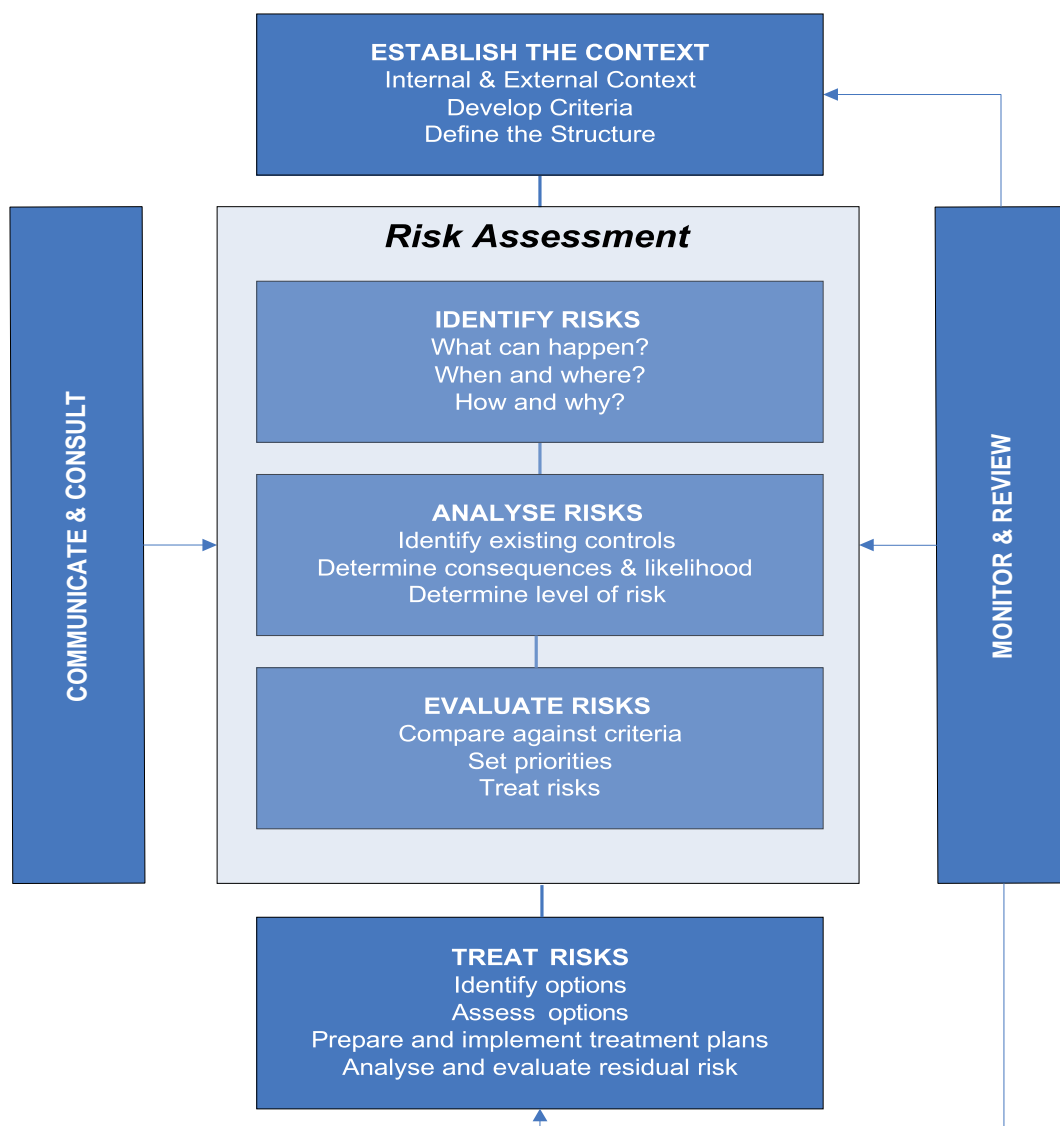 ESTABLISH THE CONTEXT
Internal & External Context
Develop Criteria
Define the Structure
COMMUNICATE & CONSULT
Risk Assessment
IDENTIFY RISKS
What can happen?
When and where?
How and why?
ANALYSE RISKS
Identify existing controls
Determine consequences & likelihood
Determine level of risk
EVALUATE RISKS
Compare against criteria
Set priorities
Treat risks
MONITOR & REVIEW
TREAT RISKS
Identify options
Assess options
Prepare and implement treatment plans
Analyse and evaluate residual risk